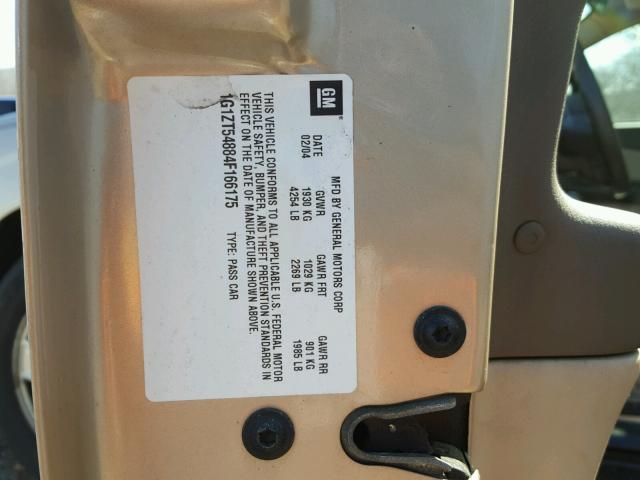 GM
MFD BY GENERAL MOTORS CORP
DATE GVWR GAWR FRT GAWR RR
02/04 1930 KG 1029 KG 901 KG
4254 LB 2269 LB 1985 LB
THIS VEHICLE CONFORMS TO ALL APPLICABLE U.S. FEDERAL MOTOR
VEHICLE SAFETY, BUMPER, AND THEFT PREVENTION STANDARDS IN
EFFECT ON THE DATE OF MANUFACTURE SHOWN ABOVE.
1G1ZT54884F166175 TYPE: PASS CAR